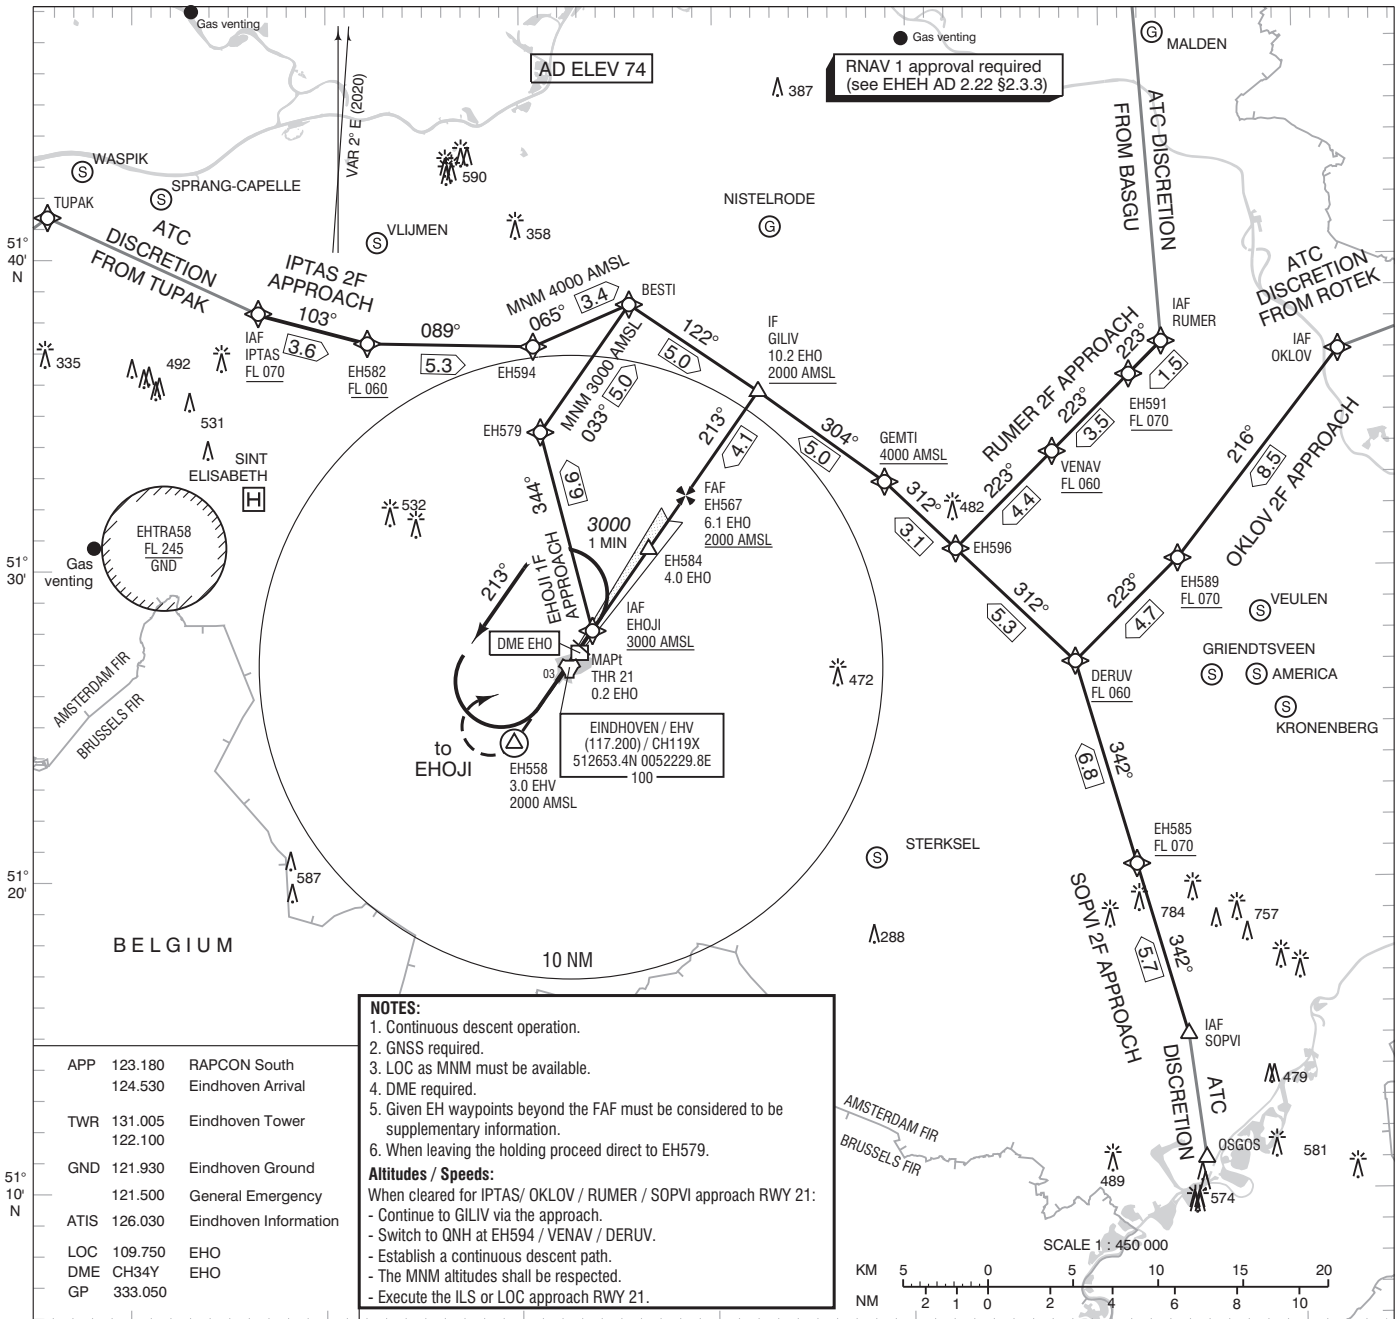 Gas venting
Gas venting
G
MALDEN
AD ELEV 74
RNAV 1 approval required
(see EHEH AD 2.22 §2.3.3)
387
VAR 2° E (2020)
ATC DISCRETION
FROM BASGU
590
S
WASPIK
S
SPRANG-CAPELLE
TUPAK
NISTELRODE
G
S
VLIJMEN
358
51°
40'
N
ATC
DISCRETION
FROM TUPAK
IPTAS 2F
APPROACH
MNM 4000 AMSL
065°
3.4
BESTI
ATC
DISCRETION
FROM ROTEK
IAF
RUMER
IAF
OKLOV
103°
3.6
IAF
IPTAS
FL 070
089°
5.3
EH582
FL 060
EH594
122°
5.0
IF
GILIV
10.2 EHO
2000 AMSL
MNM 3000 AMSL
033°
5.0
RUMER 2F APPROACH
223°
1.5
EH591
FL 070
223°
3.5
VENAV
FL 060
223°
4.4
335
492
531
EH579
213°
4.1
304°
5.0
GEMTI
4000 AMSL
216°
8.5
OKLOV 2F APPROACH
SINT
ELISABETH
H
344°
6.6
FAF
EH567
6.1 EHO
2000 AMSL
312°
3.1
482
EH596
532
3000
1 MIN
EHTRA58
FL 245
GND
Gas
venting
EH584
4.0 EHO
EHOJI 1F
APPROACH
213°
312°
5.3
223°
4.7
EH589
FL 070
S
VEULEN
IAF
EHOJI
3000 AMSL
DME EHO
MAPt
THR 21
0.2 EHO
03
GRIENDTSVEEN
S
S
AMERICA
S
KRONENBERG
472
DERUV
FL 060
AMSTERDAM FIR
BRUSSELS FIR
EINDHOVEN / EHV
(117.200) / CH119X
512653.4N 0052229.8E
100
to
EHOJI
EH558
3.0 EHV
2000 AMSL
342°
6.8
EH585
FL 070
STERKSEL
S
587
51°
20'
784
757
288
SOPVI 2F APPROACH
342°
5.7
BELGIUM
10 NM
IAF
SOPVI
ATC
DISCRETION
479
OSGOS
581
489
574
AMSTERDAM FIR
BRUSSELS FIR
NOTES:
1. Continuous descent operation.
2. GNSS required.
3. LOC as MNM must be available.
4. DME required.
5. Given EH waypoints beyond the FAF must be considered to be
supplementary information.
6. When leaving the holding proceed direct to EH579.
Altitudes / Speeds:
When cleared for IPTAS/ OKLOV / RUMER / SOPVI approach RWY 21:
- Continue to GILIV via the approach.
- Switch to QNH at EH594 / VENAV / DERUV.
- Establish a continuous descent path.
- The MNM altitudes shall be respected.
- Execute the ILS or LOC approach RWY 21.
APP 123.180 RAPCON South
124.530 Eindhoven Arrival
TWR 131.005 Eindhoven Tower
122.100
GND 121.930 Eindhoven Ground
121.500 General Emergency
ATIS 126.030 Eindhoven Information
LOC 109.750 EHO
DME CH34Y EHO
GP 333.050
51°
10'
N
SCALE 1 : 450 000
KM 5 0 5 10 15 20
NM 2 1 0 2 4 6 8 10